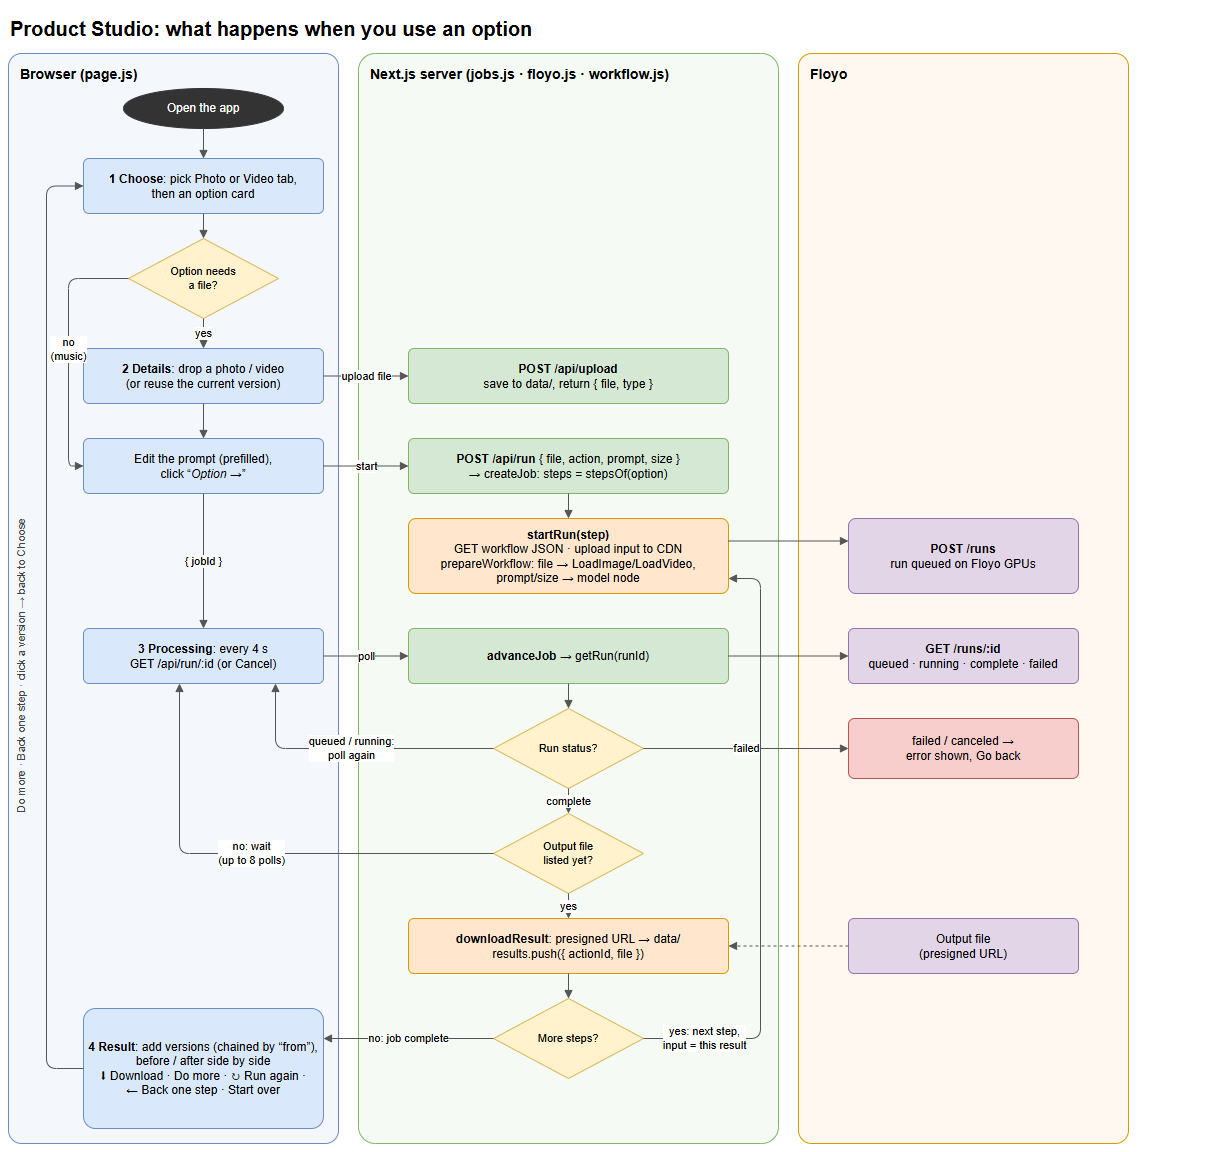 Product Studio: what happens when you use an option
Browser (page.js)
Next.js server (jobs.js · floyo.js · workflow.js)
Floyo
Open the app
1 Choose: pick Photo or Video tab,
then an option card
Option needs
a file?
no
(music)
yes
2 Details: drop a photo / video
(or reuse the current version)
upload file
POST /api/upload
save to data/, return { file, type }
Edit the prompt (prefilled),
click “Option →”
start
POST /api/run { file, action, prompt, size }
→ createJob: steps = stepsOf(option)
startRun(step)
GET workflow JSON · upload input to CDN
prepareWorkflow: file → LoadImage/LoadVideo,
prompt/size → model node
POST /runs
run queued on Floyo GPUs
{ jobId }
Do more · Back one step · click a version → back to Choose
3 Processing: every 4 s
GET /api/run/:id (or Cancel)
poll
advanceJob → getRun(runId)
GET /runs/:id
queued · running · complete · failed
queued / running:
poll again
Run status?
failed
failed / canceled →
error shown, Go back
complete
no: wait
(up to 8 polls)
Output file
listed yet?
yes
downloadResult: presigned URL → data/
results.push({ actionId, file })
Output file
(presigned URL)
4 Result: add versions (chained by “from”),
before / after side by side
⬇ Download · Do more · ↻ Run again ·
← Back one step · Start over
no: job complete
More steps?
yes: next step,
input = this result